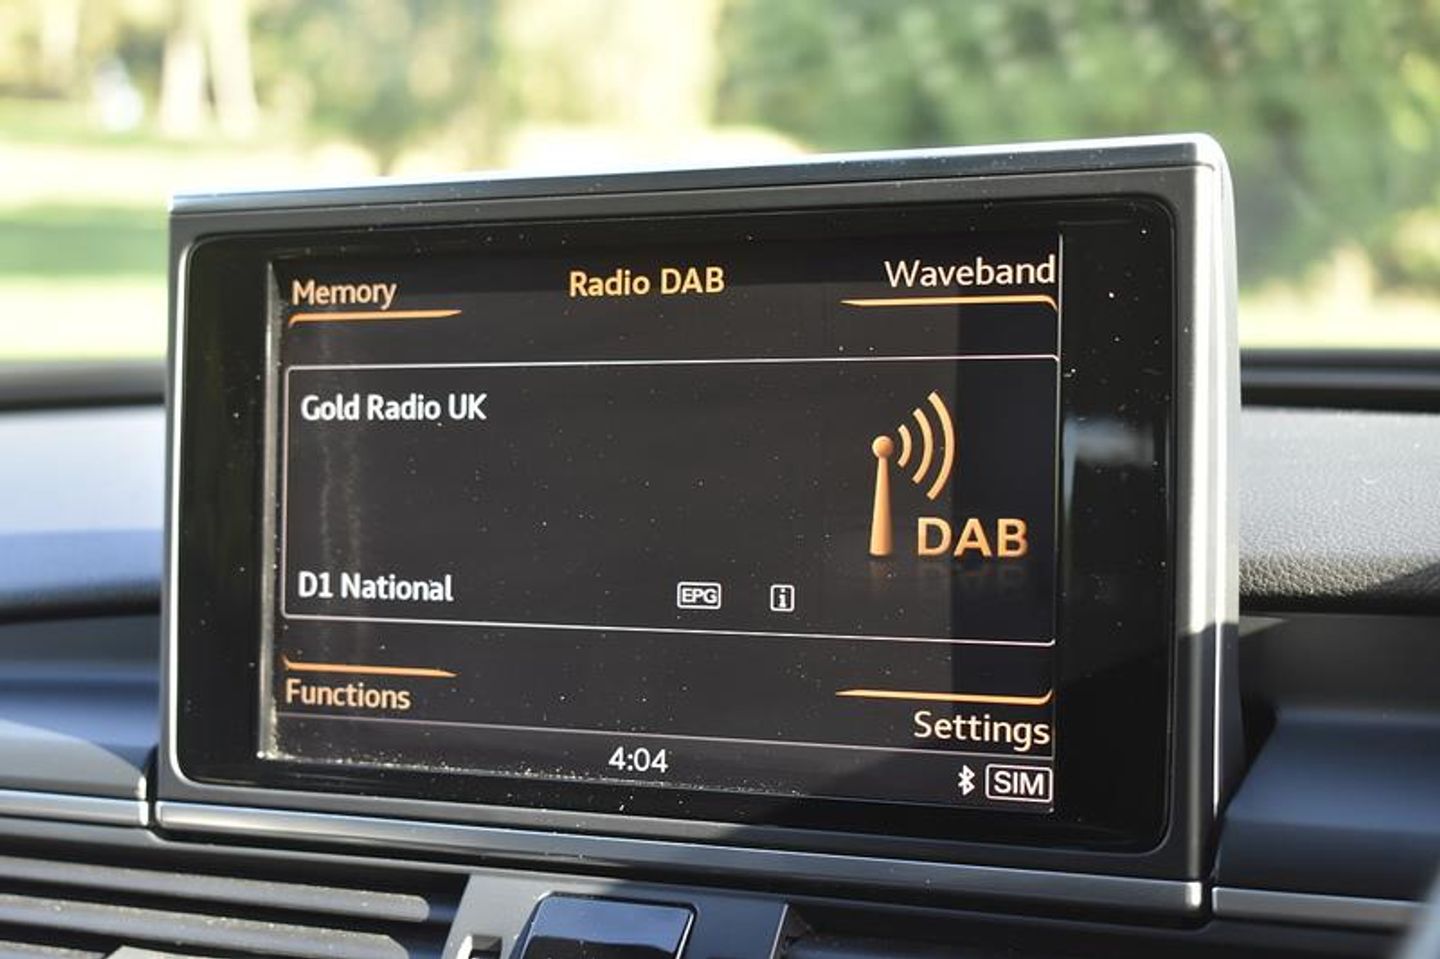 Memory
Radio DAB
Waveband
Gold Radio UK
DAB
D1 National
EPG
i
Functions
Settings
4:04
SIM